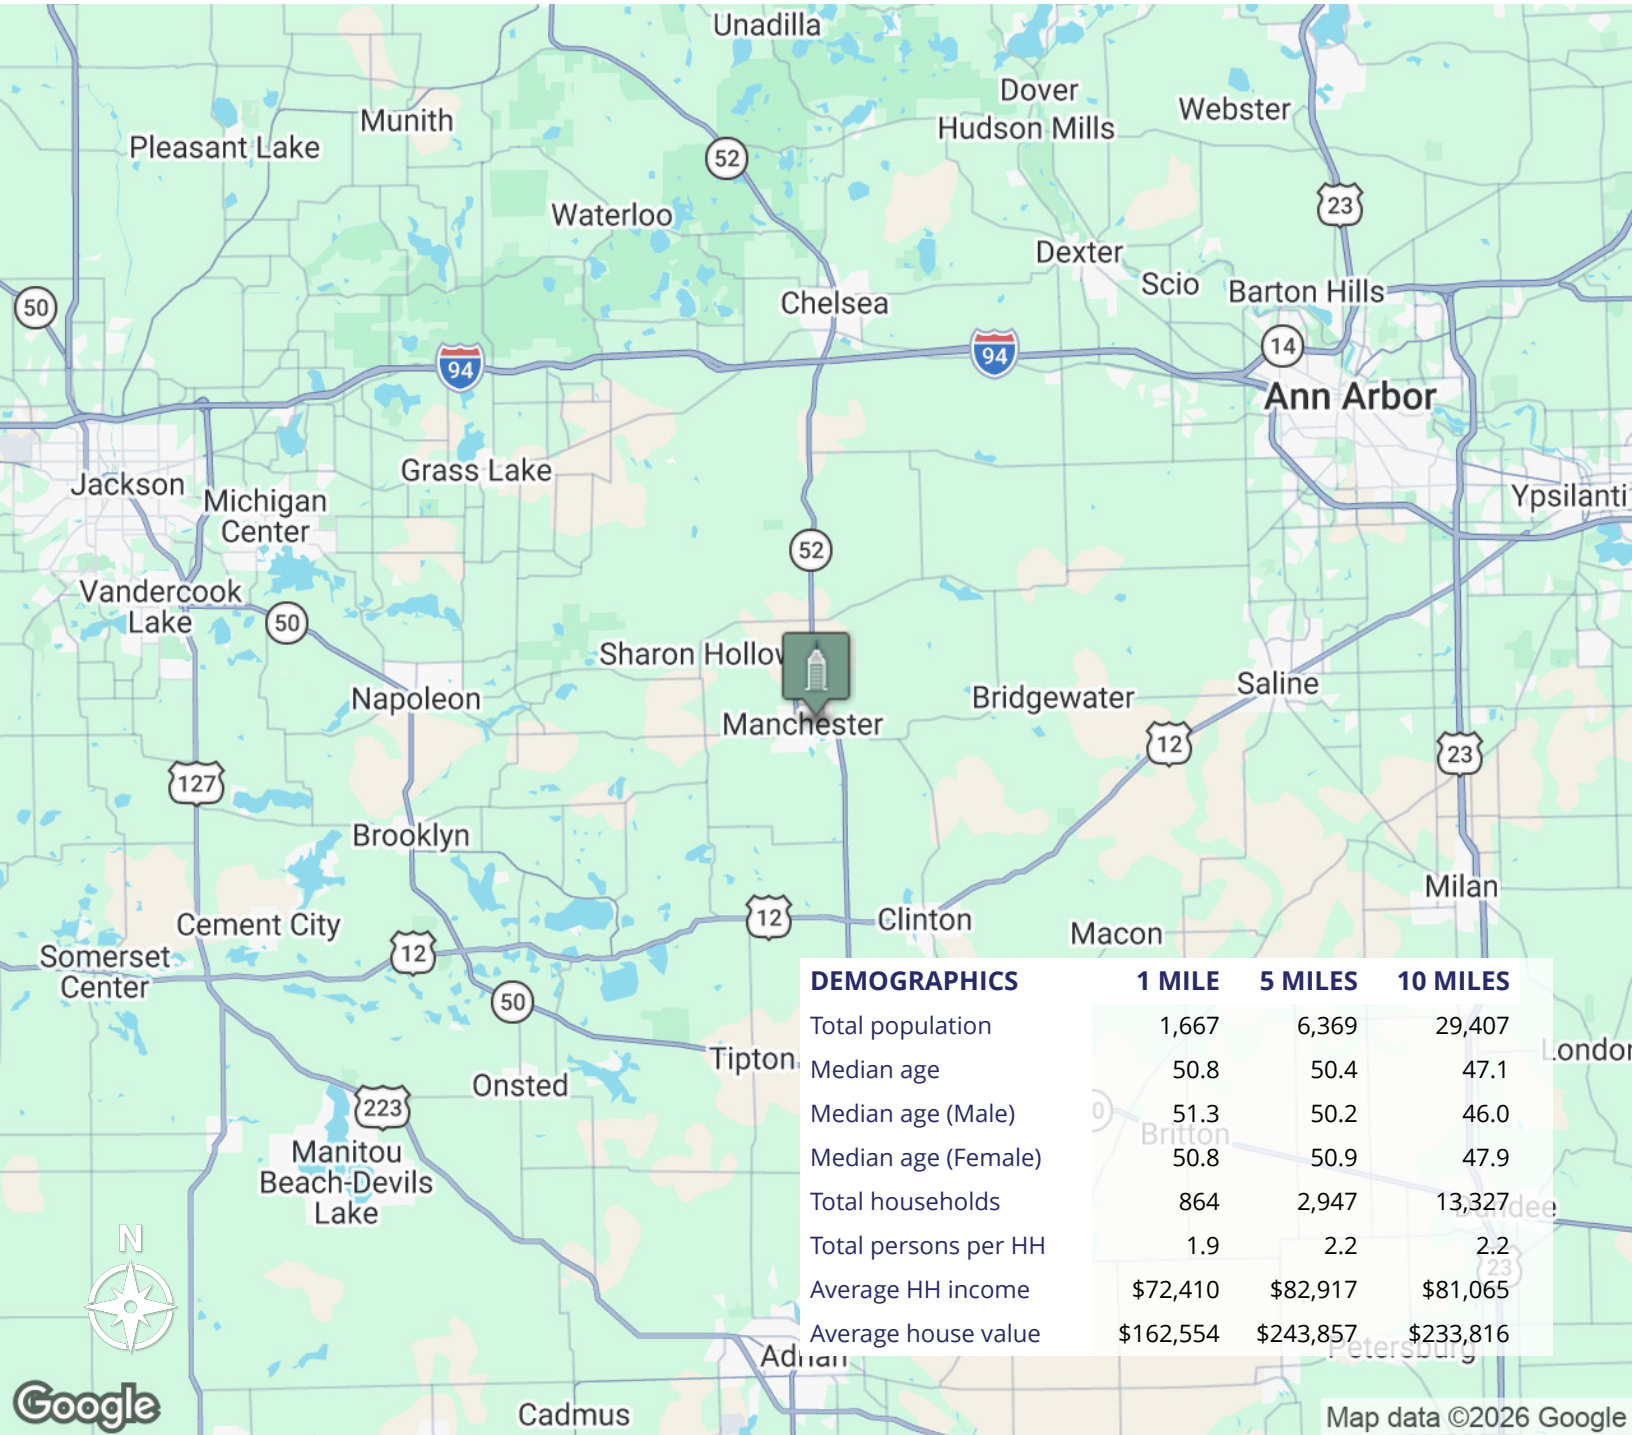 Unadilla
Dover
Munith
Webster
Hudson Mills
Pleasant Lake
52
Waterloo
23
Dexter
Scio
Barton Hills
50
Chelsea
14
94
94
Ann Arbor
Grass Lake
Jackson
Michigan
Center
Ypsilanti
52
Vandercook
Lake
50
Sharon Hollow
Napoleon
Bridgewater
Saline
Manchester
12
23
127
Brooklyn
Milan
12
Clinton
Cement City
Macon
12
Somerset
Center
50
DEMOGRAPHICS 1 MILE 5 MILES 10 MILES
Total population 1,667 6,369 29,407
Median age 50.8 50.4 47.1
Median age (Male) 51.3 50.2 46.0
Median age (Female) 50.8 50.9 47.9
Total households 864 2,947 13,327
Total persons per HH 1.9 2.2 2.2
Average HH income $72,410 $82,917 $81,065
Average house value $162,554 $243,857 $233,816
London
Tipton
Onsted
223
0
Britton
Manitou
Beach-Devils
Lake
Dundee
23
N
Petersburg
Adrian
Google
Cadmus
Map data ©2026 Google